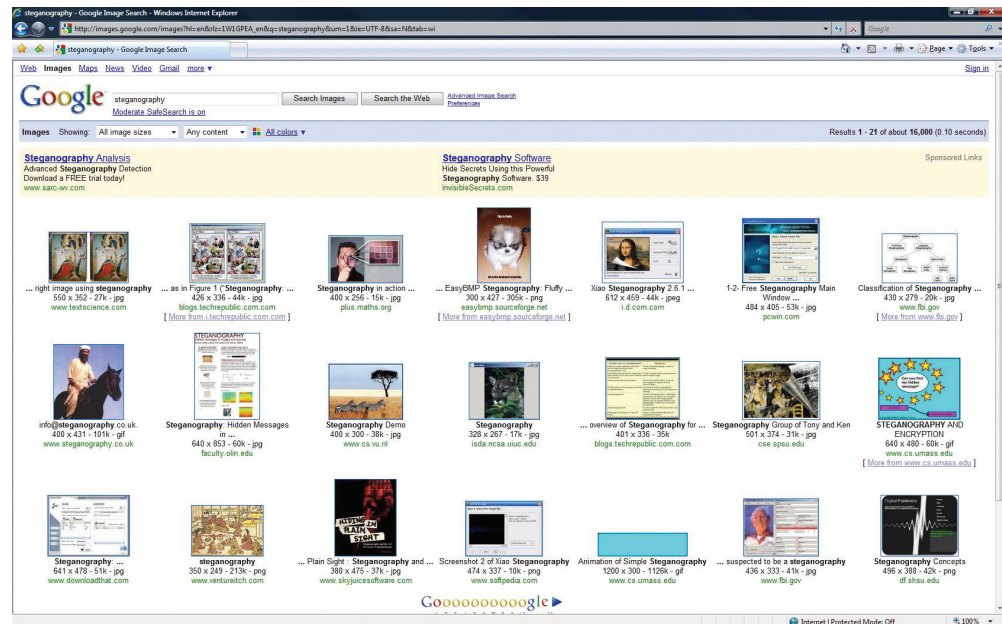 steganography - Google Image Search - Windows Internet Explorer
http://images.google.com/images?hl=en&rlz=1W1GPEA_en&q=steganography&um=1&ie=UTF-8&sa=N&tab=wi
Google
steganography - Google Image Search
Page Tools
Web Images Maps News Video Gmail more ▼
Sign in
Google
steganography
Search Images
Search the Web
Advanced Image Search
Preferences
Moderate SafeSearch is on
Images Showing: All image sizes Any content All colors ▼
Results 1 - 21 of about 16,000 (0.10 seconds)
Steganography Analysis
Advanced Steganography Detection
Download a FREE trial today!
www.sarc-wv.com
Steganography Software
Hide Secrets Using this Powerful
Steganography Software. $39
InvisibleSecrets.com
Sponsored Links
... right image using steganography
550 x 352 - 27k - jpg
www.textscience.com
... as in Figure 1 ("Steganography: ...
426 x 336 - 44k - jpg
blogs.techrepublic.com.com
[ More from i.techrepublic.com.com ]
Steganography in action ...
400 x 256 - 15k - jpg
plus.maths.org
This is Fluffy
... EasyBMP Steganography: Fluffy ...
300 x 427 - 305k - png
easybmp.sourceforge.net
[ More from easybmp.sourceforge.net ]
Xiao Steganography 2.6.1 ...
612 x 459 - 44k - jpeg
i.d.com.com
1-2- Free Steganography Main
Window ...
484 x 405 - 53k - jpg
pcwin.com
Classification of Steganography ...
430 x 279 - 20k - jpg
www.fbi.gov
[ More from www.fbi.gov ]
info@steganography.co.uk.
400 x 431 - 101k - gif
www.steganography.co.uk
STEGANOGRAPHY
Steganography: Hidden Messages
in ...
640 x 853 - 60k - jpg
faculty.olin.edu
Steganography Demo
400 x 300 - 38k - jpg
www.cs.vu.nl
Steganography
328 x 267 - 17k - jpg
isda.ncsa.uiuc.edu
... overview of Steganography for ...
401 x 336 - 35k
blogs.techrepublic.com.com
Steganography Group of Tony and Ken
501 x 374 - 31k - jpg
cse.spsu.edu
Can you find
my hidden
message?
STEGANOGRAPHY AND
ENCRYPTION
640 x 480 - 60k - gif
www.cs.umass.edu
[ More from www.cs.umass.edu ]
Steganography: ...
641 x 478 - 51k - jpg
www.downloadthat.com
steganography
350 x 249 - 213k - png
www.ventureitch.com
HIDING
IN
PLAIN
SIGHT
... Plain Sight : Steganography and ...
380 x 475 - 37k - jpg
www.skyjuicesoftware.com
Screenshot 2 of Xiao Steganography
474 x 337 - 10k - png
www.softpedia.com
Animation of Simple Steganography
1200 x 300 - 1126k - gif
www.cs.umass.edu
... suspected to be a steganography
436 x 333 - 41k - jpg
www.fbi.gov
Digital Forensics
Steganography Concepts
496 x 388 - 42k - png
df.shsu.edu
Goooooooooogle
Internet | Protected Mode: Off
100%